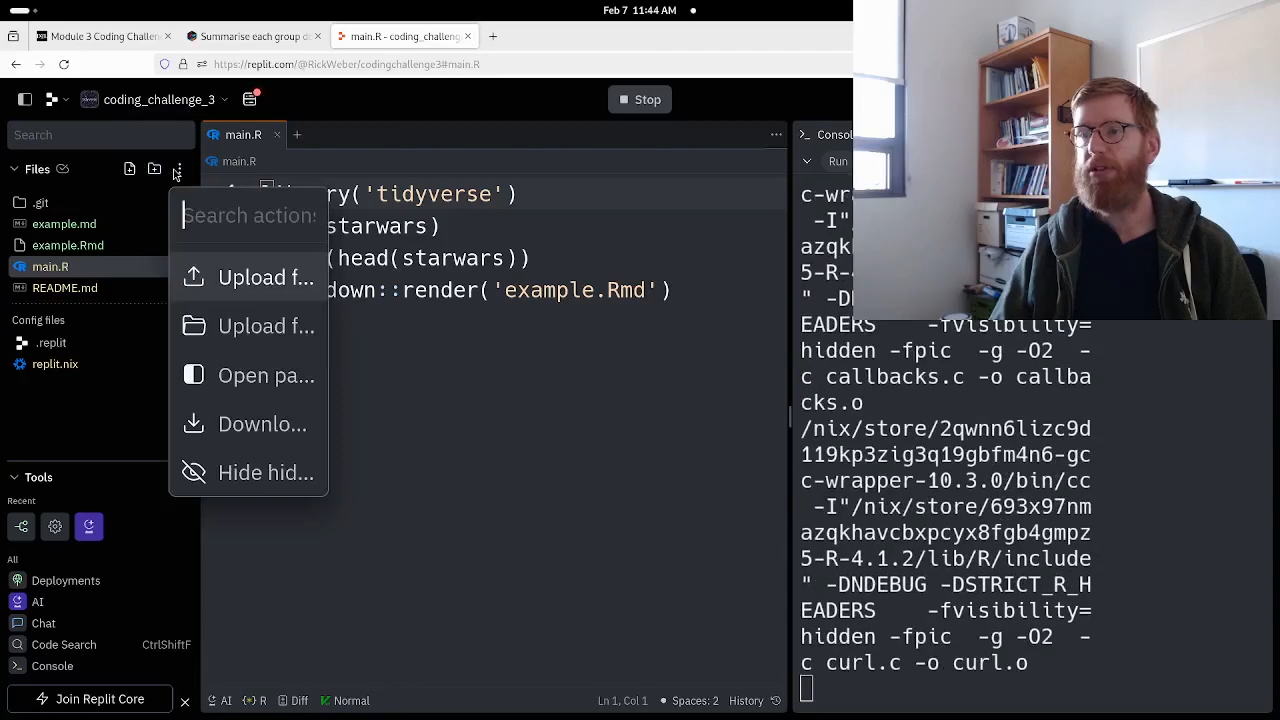 Feb 7 11:44 AM
Module 3 Coding Challen
Summarise each group do
main.R - coding_challeng
https://replit.com/@RickWeber/codingchallenge3#main.R
coding_challenge_3
Stop
Search
Files
.git
example.md
example.Rmd
main.R
README.md
Config files
.replit
replit.nix
Search actions
Upload f...
Upload f...
Open pa...
Downlo...
Hide hid...
Tools
Recent
All
Deployments
AI
Chat
Code Search CtrlShiftF
Console
Join Replit Core
main.R
main.R
ry('tidyverse')
starwars)
(head(starwars))
down::render('example.Rmd')
AI R Diff Normal
Ln 1, Col 1 Spaces: 2 History
Conso
Run
c-wra
-I"/
azqk
5-R-4
" -DN
EADERS -fvisibility=
hidden -fpic -g -O2 -
c callbacks.c -o callba
cks.o
/nix/store/2qwnn6lizc9d
119kp3zig3q19gbfm4n6-gc
c-wrapper-10.3.0/bin/cc
-I"/nix/store/693x97nm
azqkhavcbxpcyx8fgb4gmpz
5-R-4.1.2/lib/R/include
" -DNDEBUG -DSTRICT_R_H
EADERS -fvisibility=
hidden -fpic -g -O2 -
c curl.c -o curl.o